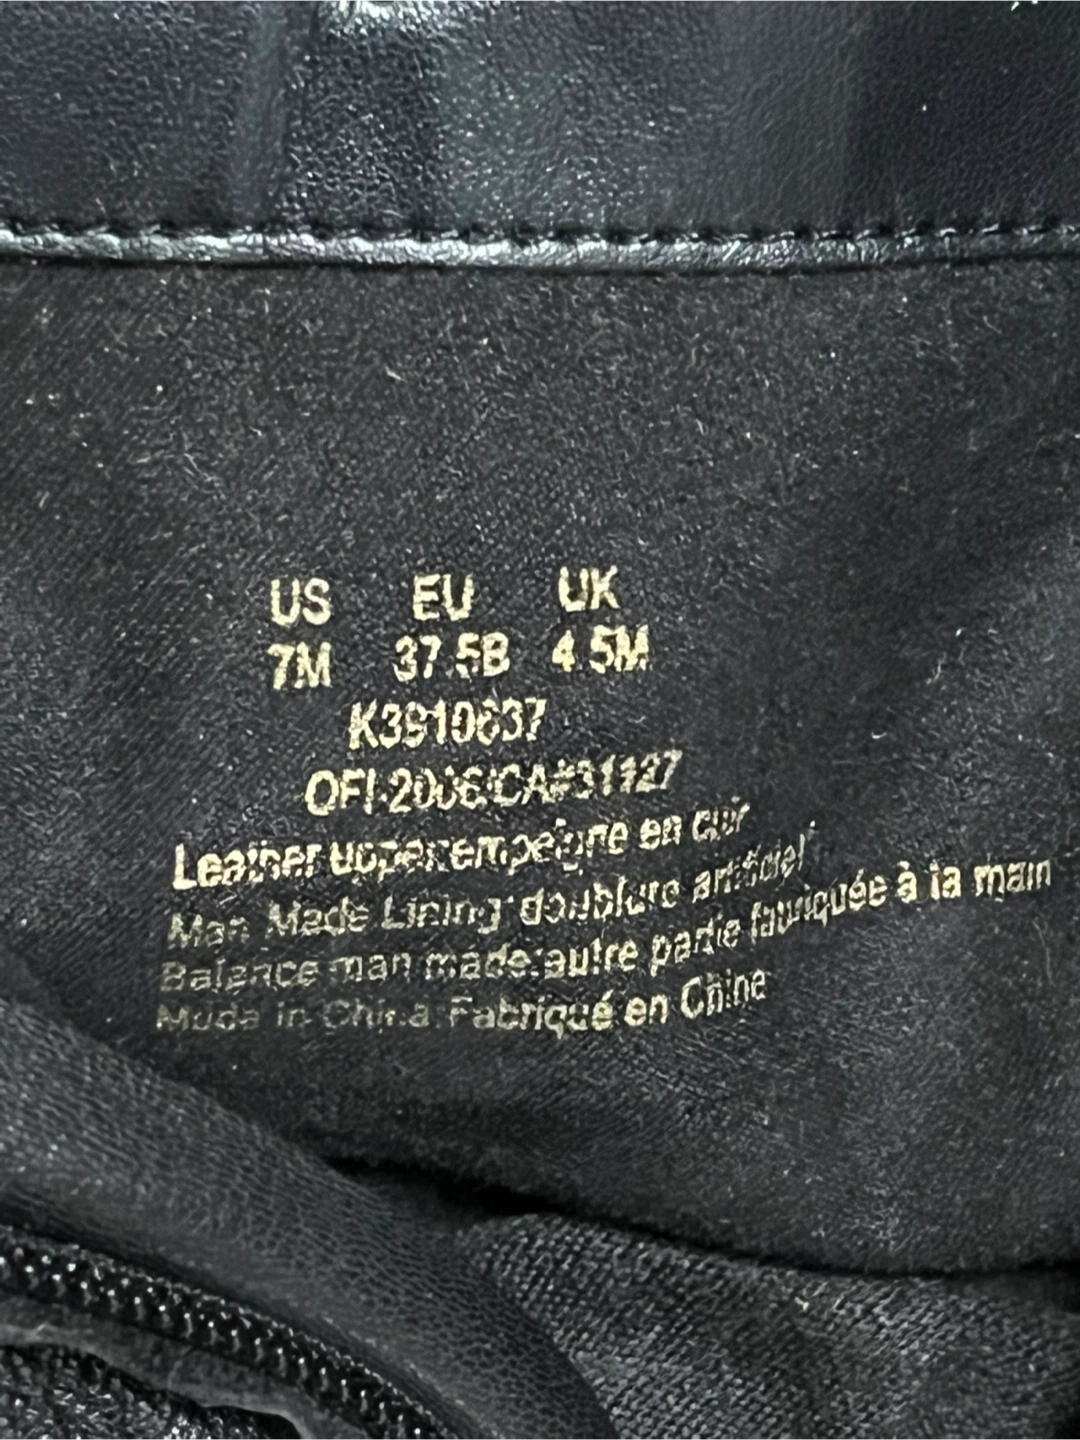 US EU UK
7M 37.5B 4.5M
K3910637
OFI-2006/CA#31127
Leather upper:empeigne en cuir
Man Made Lining:doublure artificiel
Balance man made:autre partie fabriquée à la main
Made in China:Fabriqué en Chine